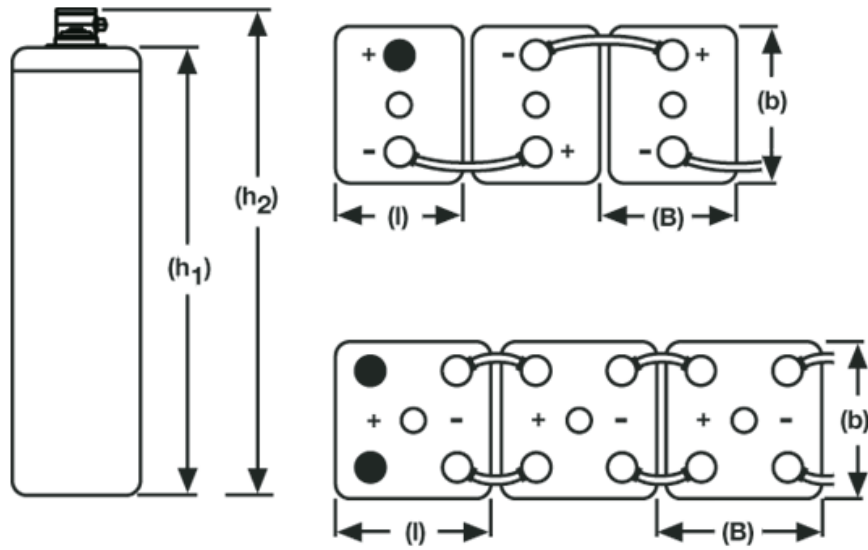 (h1)
(h2)
+ - +
(b)
- + -
(l) (B)
+ - + - + -
(b)
(l) (B)